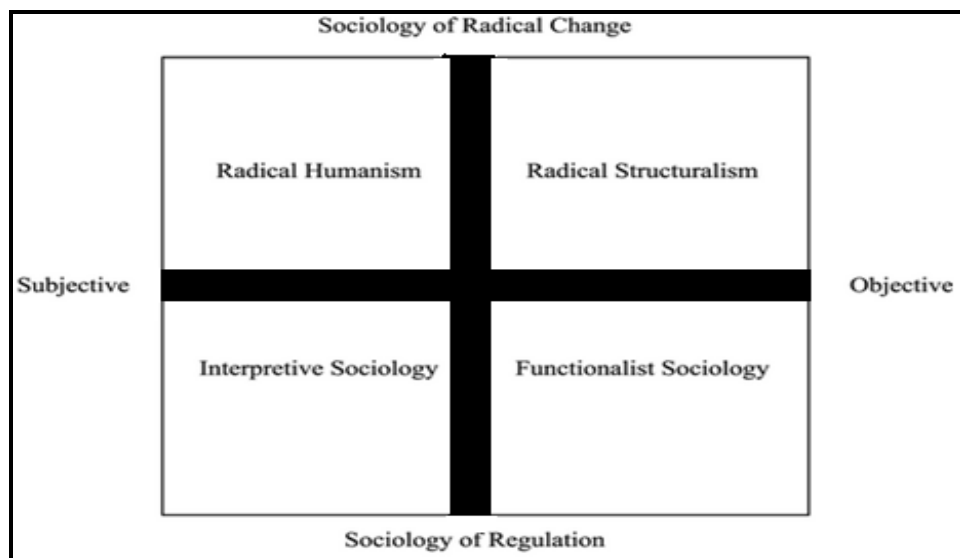 Sociology of Radical Change
Radical Humanism
Radical Structuralism
Subjective
Objective
Interpretive Sociology
Functionalist Sociology
Sociology of Regulation